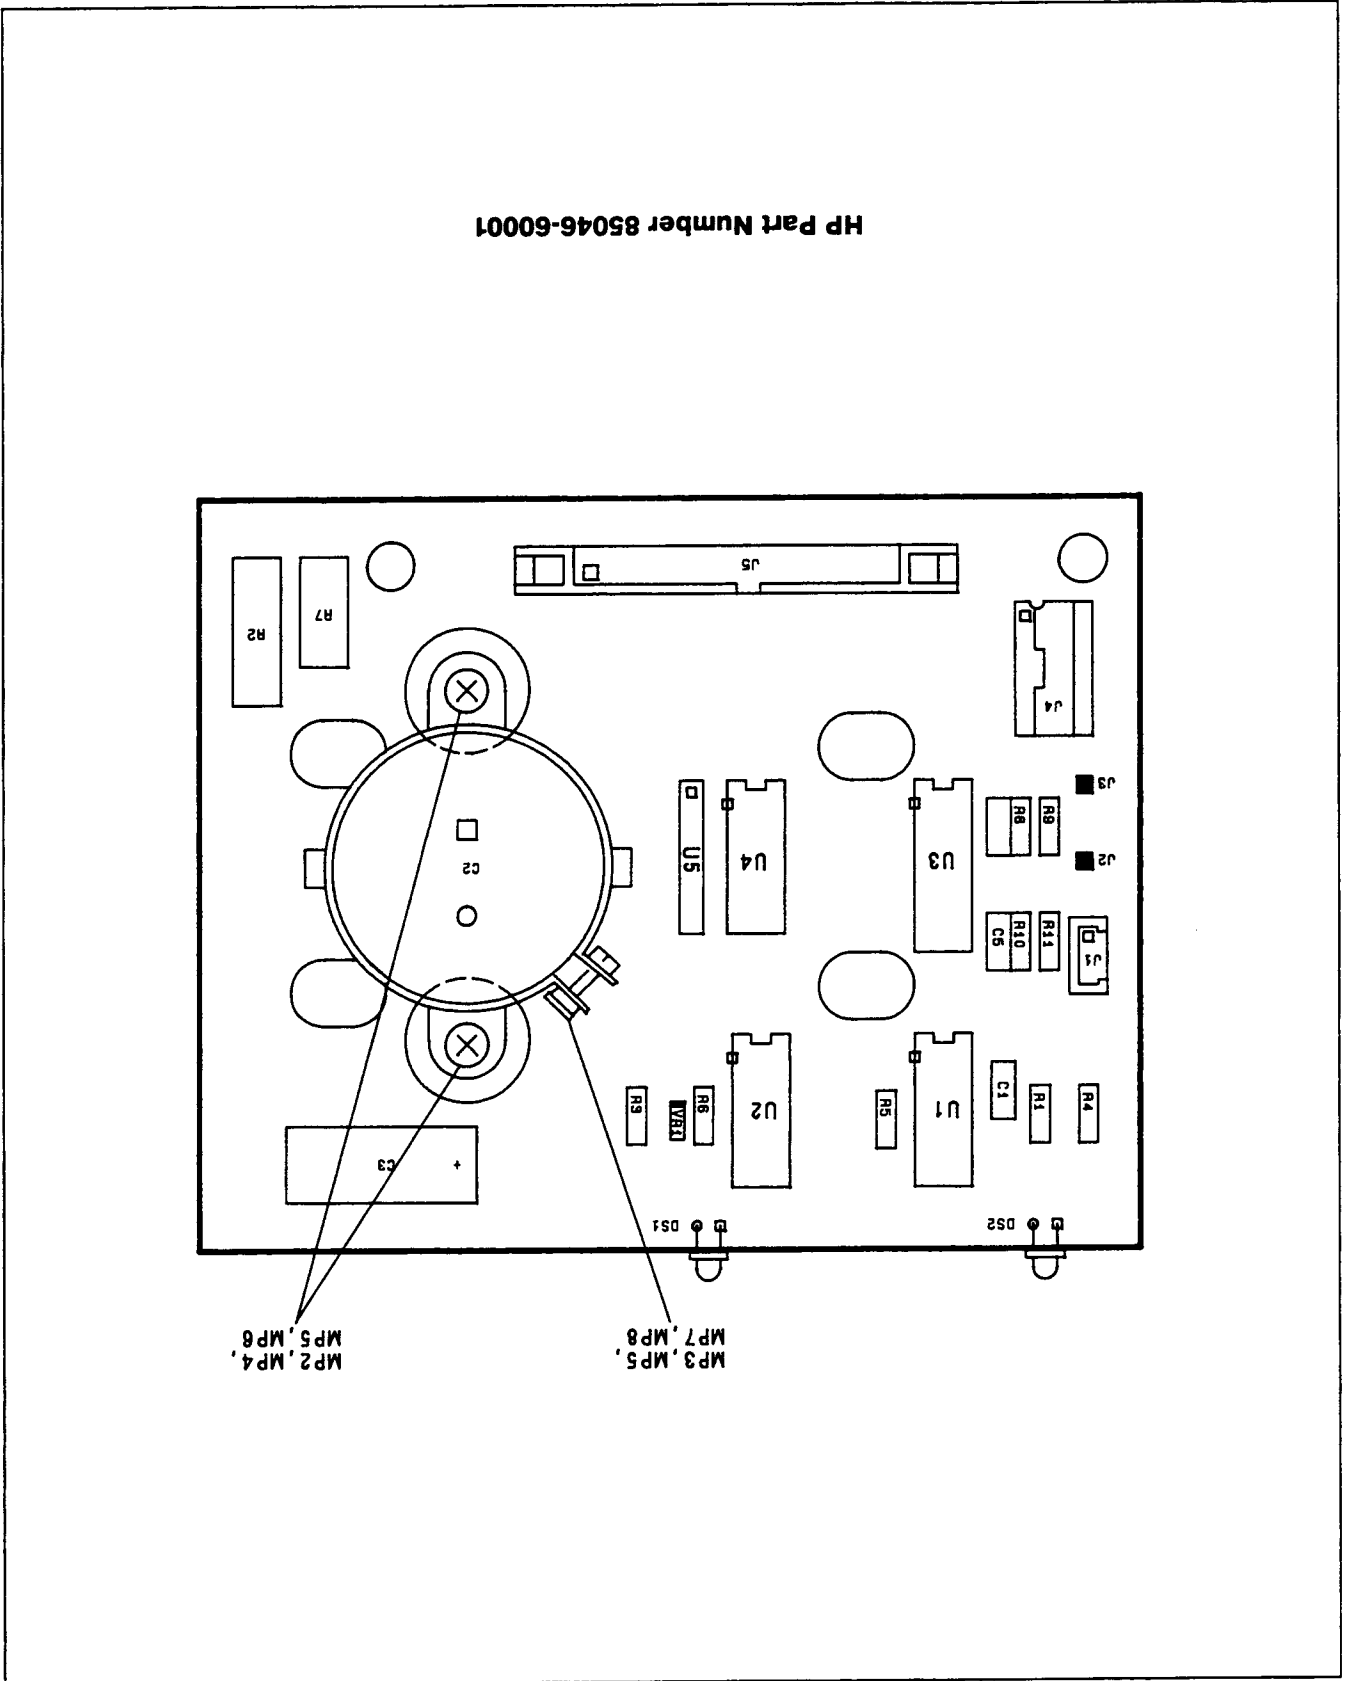 MP3,MP5,
MP7,MP8
MP2,MP4,
MP5,MP6
DS2
DS1
+
C3
R4
R1
C1
U1
R5
U2
R6
VR1
R3
J1
R11
R10
C5
J2
U3
U4
U5
C2
R9
R8
J3
J4
R2
R7
J5
HP Part Number 85046-60001